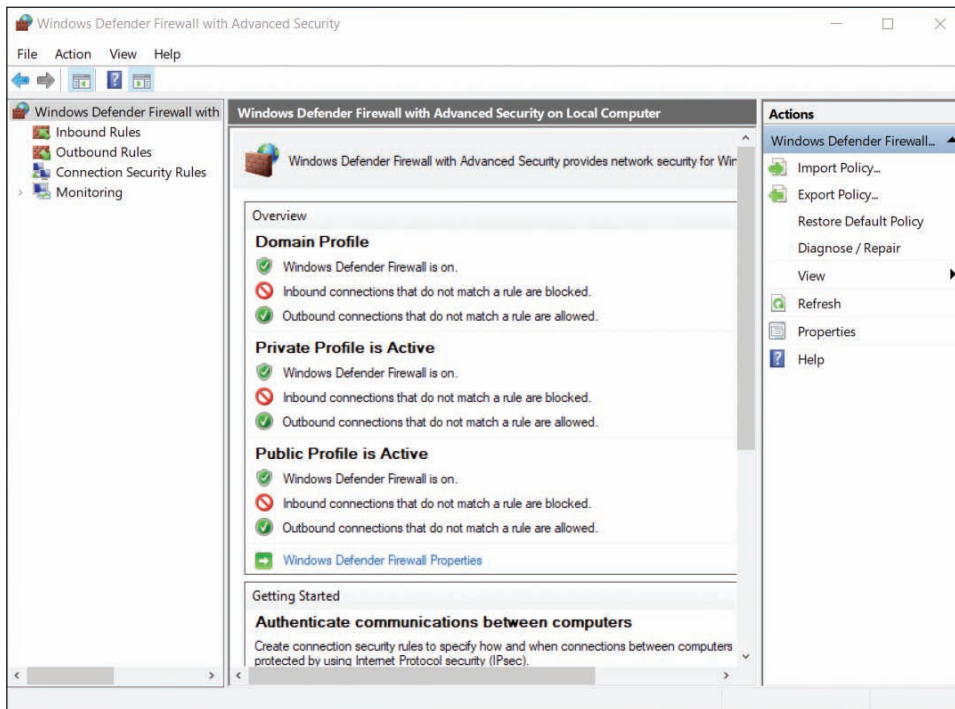 Windows Defender Firewall with Advanced Security
File Action View Help
Windows Defender Firewall with
Inbound Rules
Outbound Rules
Connection Security Rules
Monitoring
Windows Defender Firewall with Advanced Security on Local Computer
Windows Defender Firewall with Advanced Security provides network security for Wir
Overview
Domain Profile
Windows Defender Firewall is on.
Inbound connections that do not match a rule are blocked.
Outbound connections that do not match a rule are allowed.
Private Profile is Active
Windows Defender Firewall is on.
Inbound connections that do not match a rule are blocked.
Outbound connections that do not match a rule are allowed.
Public Profile is Active
Windows Defender Firewall is on.
Inbound connections that do not match a rule are blocked.
Outbound connections that do not match a rule are allowed.
Windows Defender Firewall Properties
Getting Started
Authenticate communications between computers
Create connection security rules to specify how and when connections between computers
protected by using Internet Protocol security (IPsec).
Actions
Windows Defender Firewall...
Import Policy...
Export Policy...
Restore Default Policy
Diagnose / Repair
View
Refresh
Properties
Help